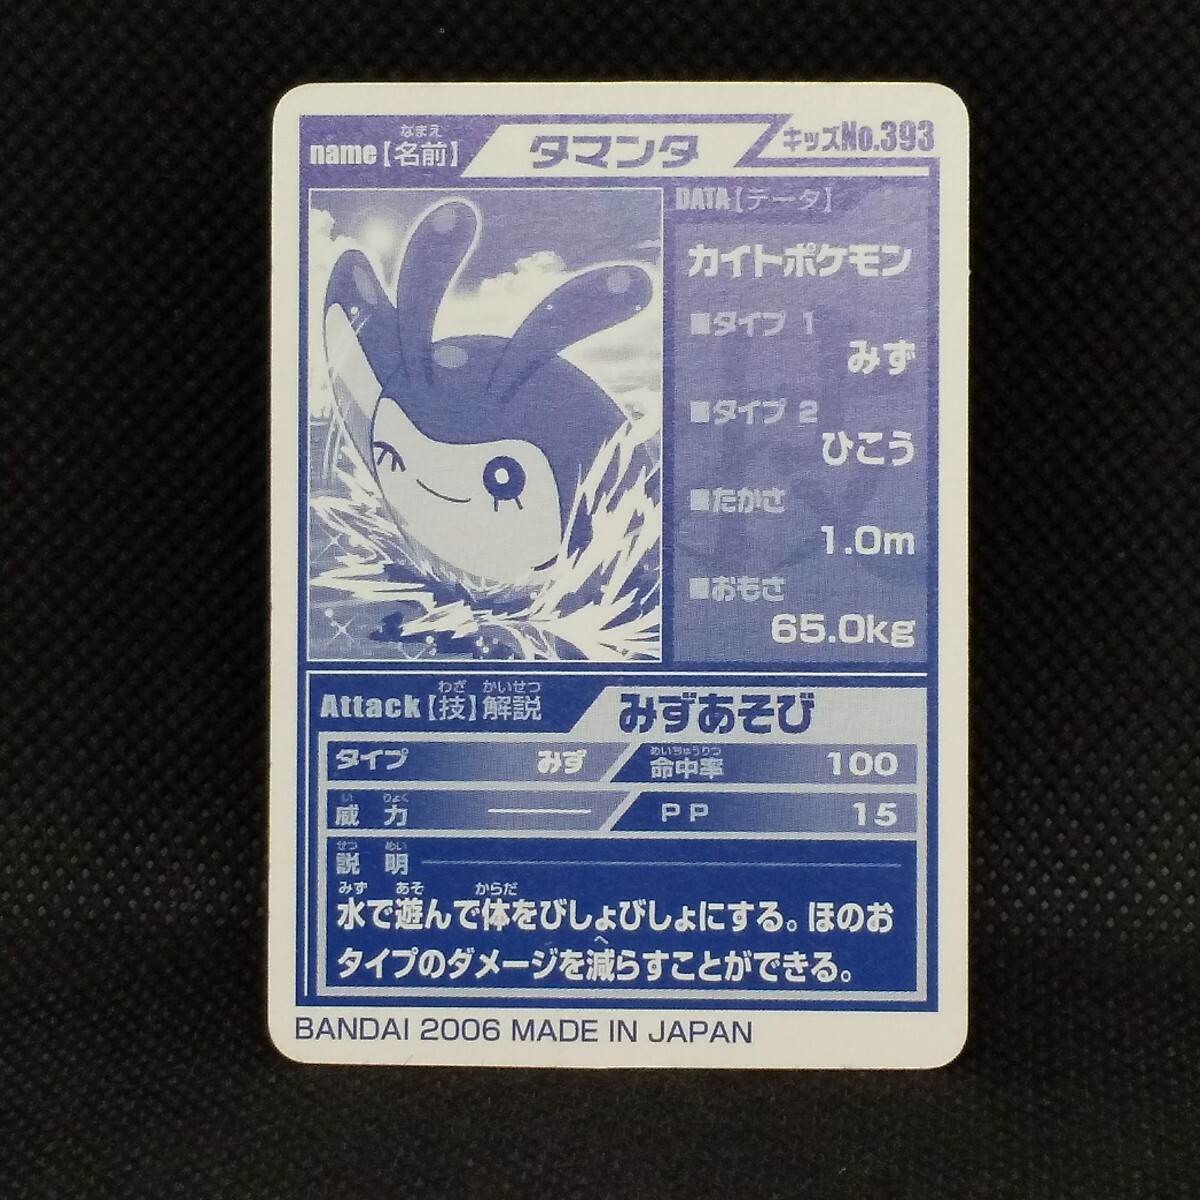 name【名前】
なまえ
タマンタ
キッズNo.393
DATA【データ】
カイトポケモン
■タイプ 1
みず
■タイプ 2
ひこう
■たかさ
1.0m
■おもさ
65.0kg
わざ かいせつ
Attack【技】解説
みずあそび
タイプ みず
めいちゅうりつ
命中率 100
い りょく
威力 ―――
PP 15
せつ めい
説明
みず あそ からだ
水で遊んで体をびしょびしょにする。ほのお
へ
タイプのダメージを減らすことができる。
BANDAI 2006 MADE IN JAPAN